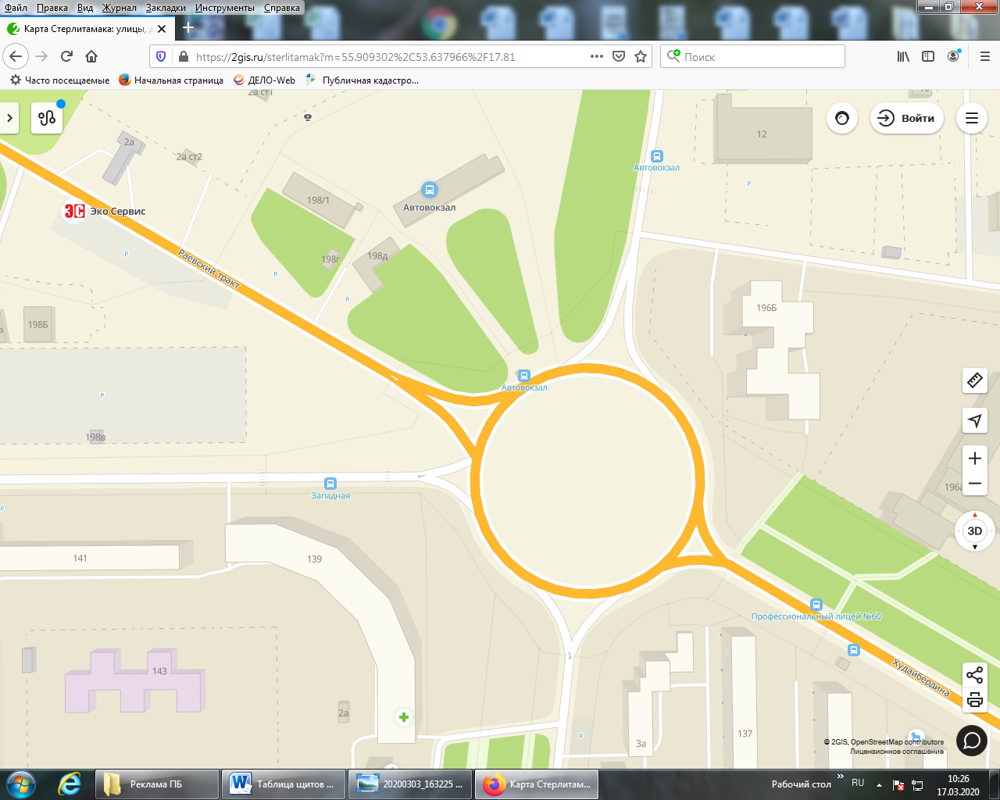 Файл Правка Вид Журнал Закладки Инструменты Справка
Карта Стерлитамака: улицы, д
https://2gis.ru/sterlitamak?m=55.909302%2C53.637966%2F17.81
Поиск
Часто посещаемые Начальная страница ДЕЛО-Web Публичная кадастро...
2а ст1
Войти
12
2а
2а ст2
Автовокзал
P
198/1
Автовокзал
ЭС Эко Сервис
P
Раевский тракт
198г
198д
P
P
196Б
198Б
Автовокзал
P
198в
Западная
196а
P
3D
141
139
Профессиональный лицей №60
Худайбердина
143
2а
P
3а
137
© 2GIS, OpenStreetMap contributors
Лицензионное соглашение
Реклама ПБ
Таблица щитов ...
20200303_163225 ...
Карта Стерлитам...
Рабочий стол
»
RU
10:26
17.03.2020